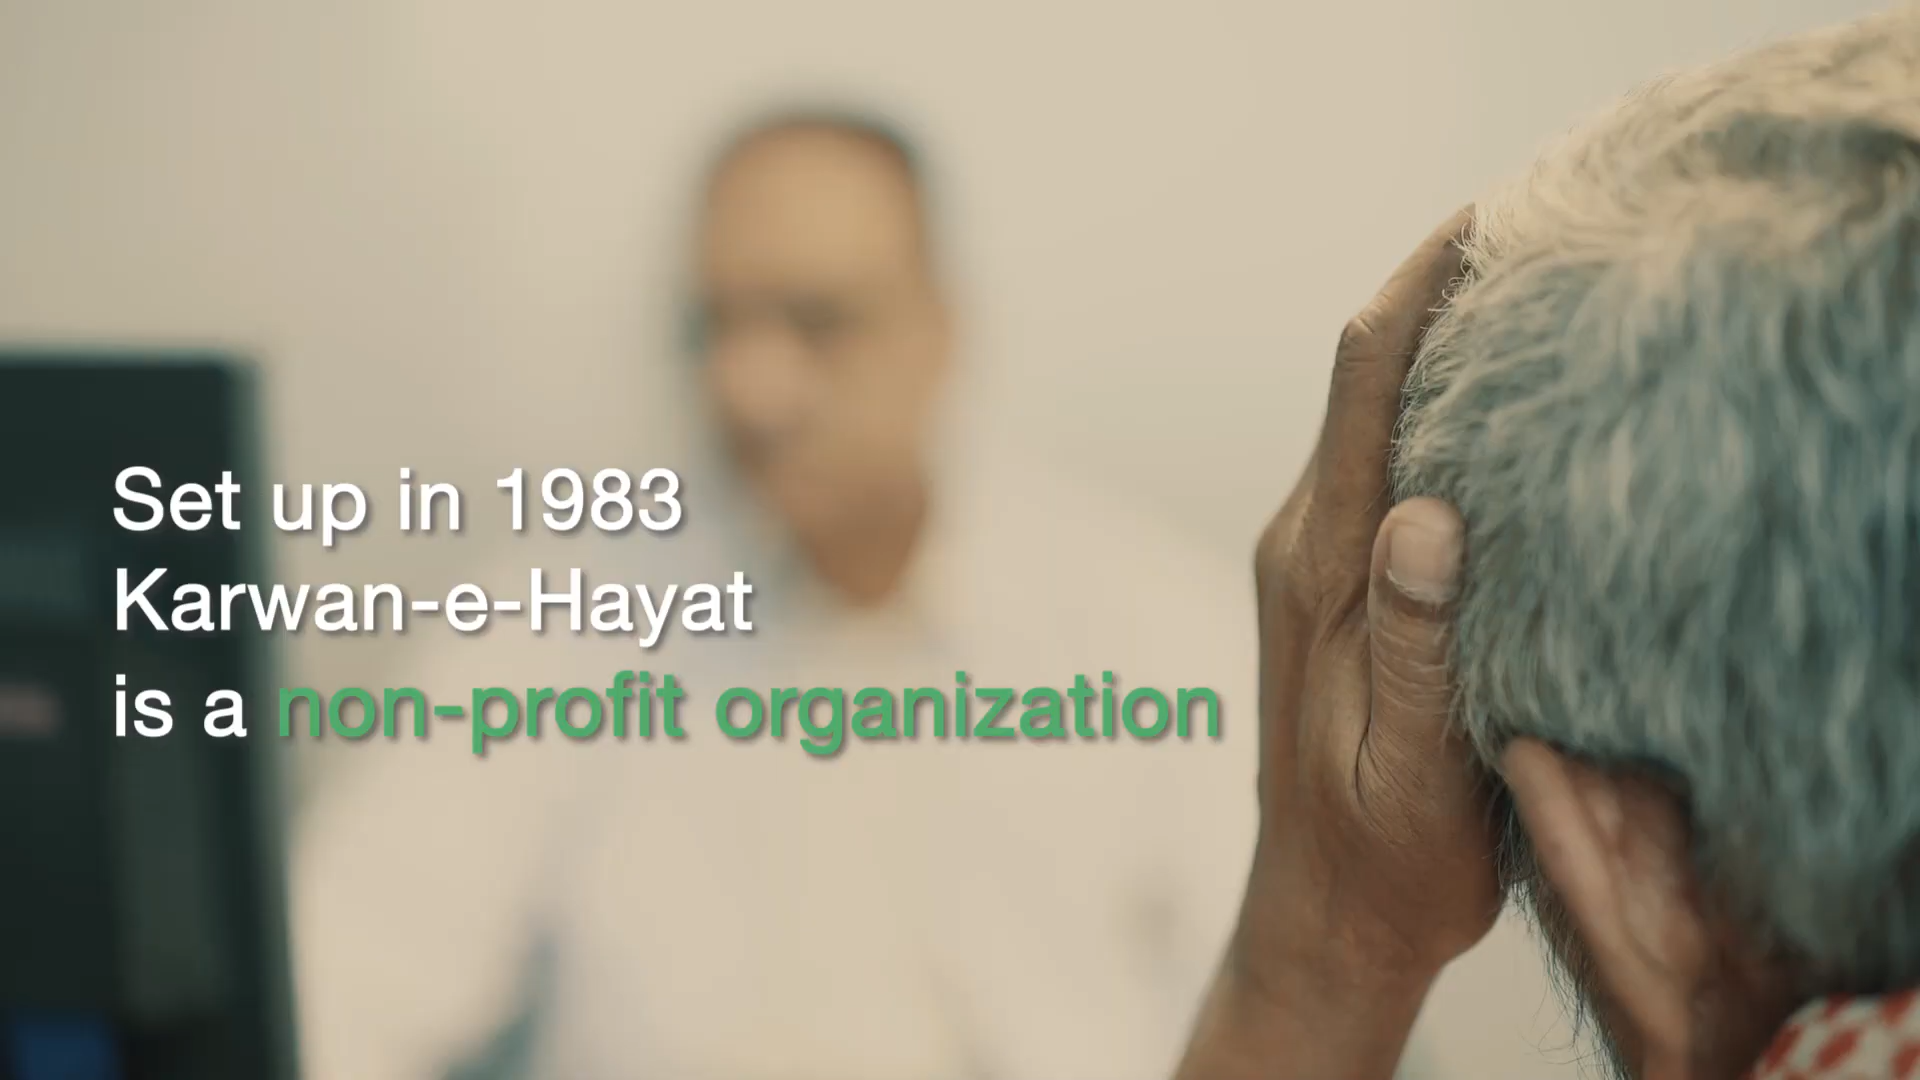 Set up in 1983
Karwan-e-Hayat
is a non-profit organization